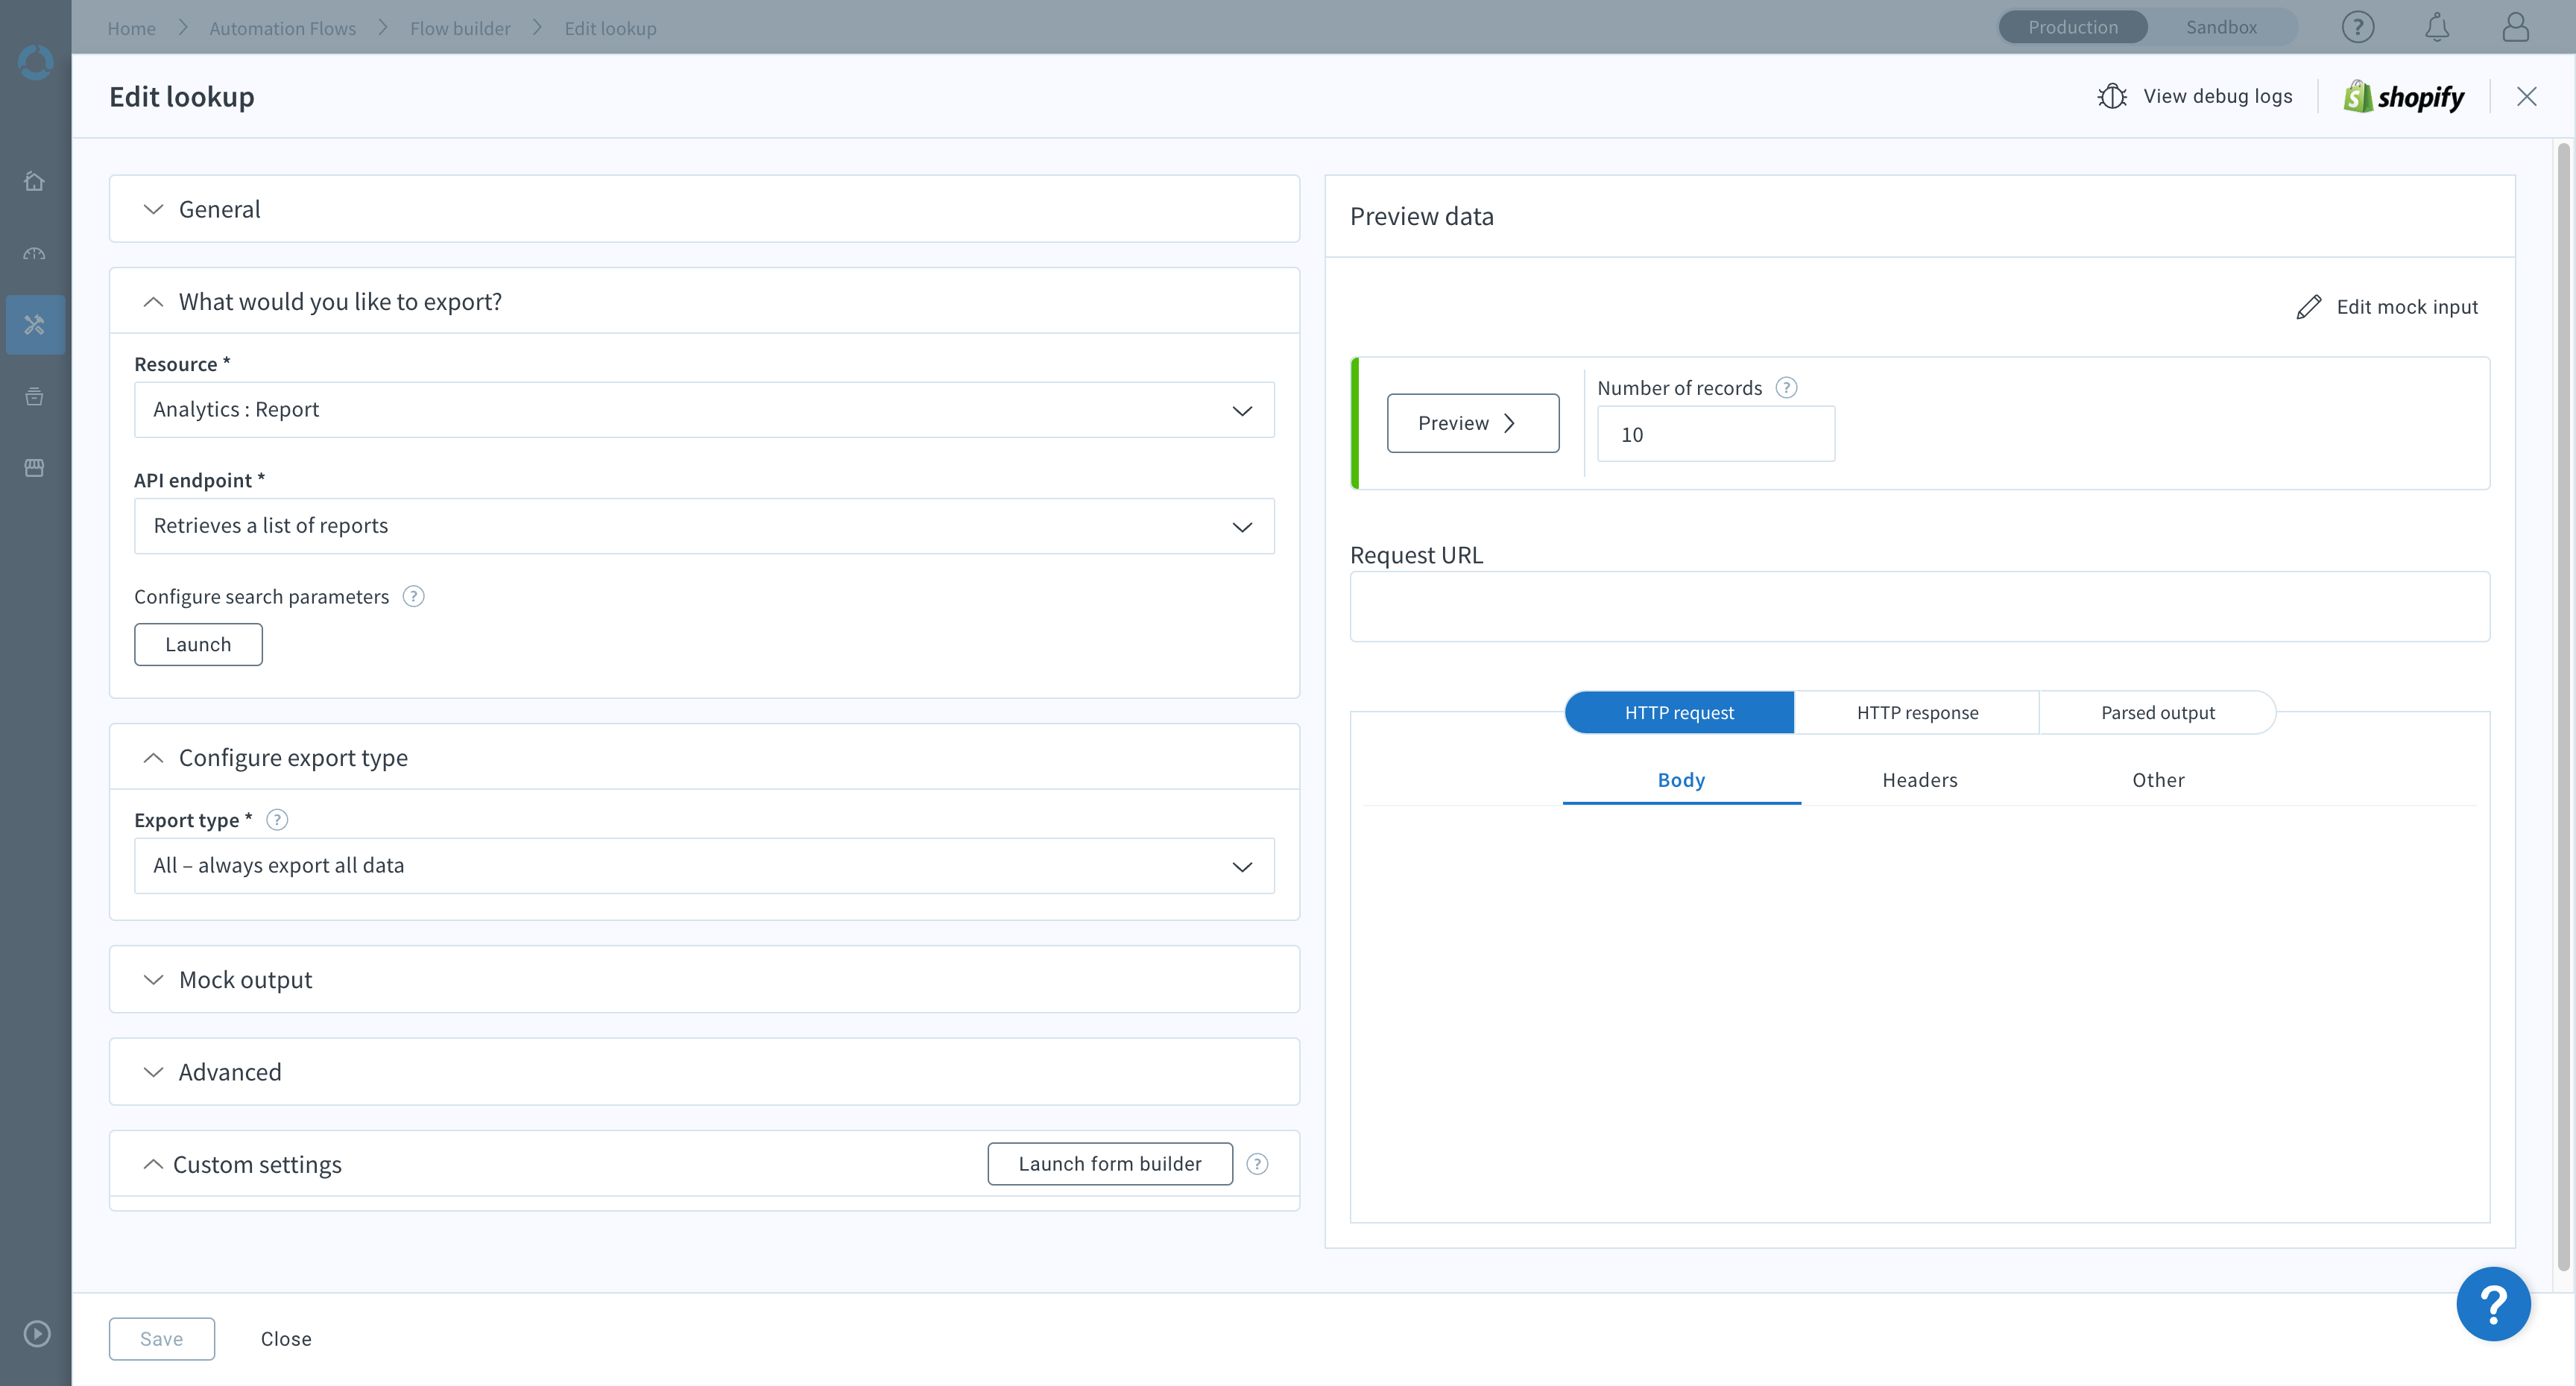 Home
Automation Flows
Flow builder
Edit lookup
Production
Sandbox
?
Edit lookup
View debug logs
shopify
General
What would you like to export?
Resource *
Analytics : Report
API endpoint *
Retrieves a list of reports
Configure search parameters ?
Launch
Configure export type
Export type * ?
All – always export all data
Mock output
Advanced
Custom settings
Launch form builder
?
Preview data
Edit mock input
Preview
Number of records ?
10
Request URL
HTTP request
HTTP response
Parsed output
Body
Headers
Other
Save
Close
?